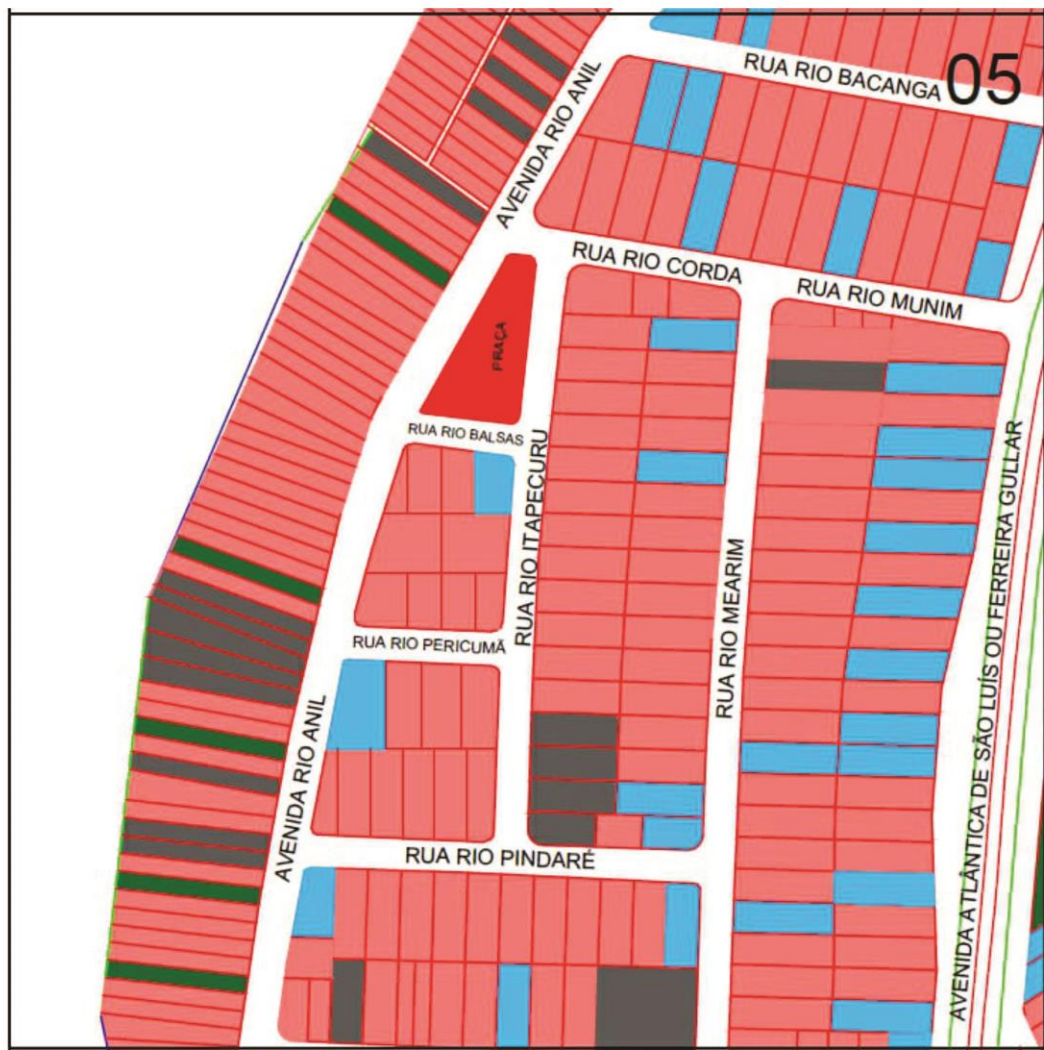 RUA RIO BACANGA
05
AVENIDA RIO ANIL
RUA RIO CORDA
RUA RIO MUNIM
PRAÇA
RUA RIO BALSAS
RUA RIO ITAPECURU
RUA RIO MEARIM
AVENIDA ATLÂNTICA DE SÃO LUÍS OU FERREIRA GULLAR
RUA RIO PERICUMÃ
AVENIDA RIO ANIL
RUA RIO PINDARÉ